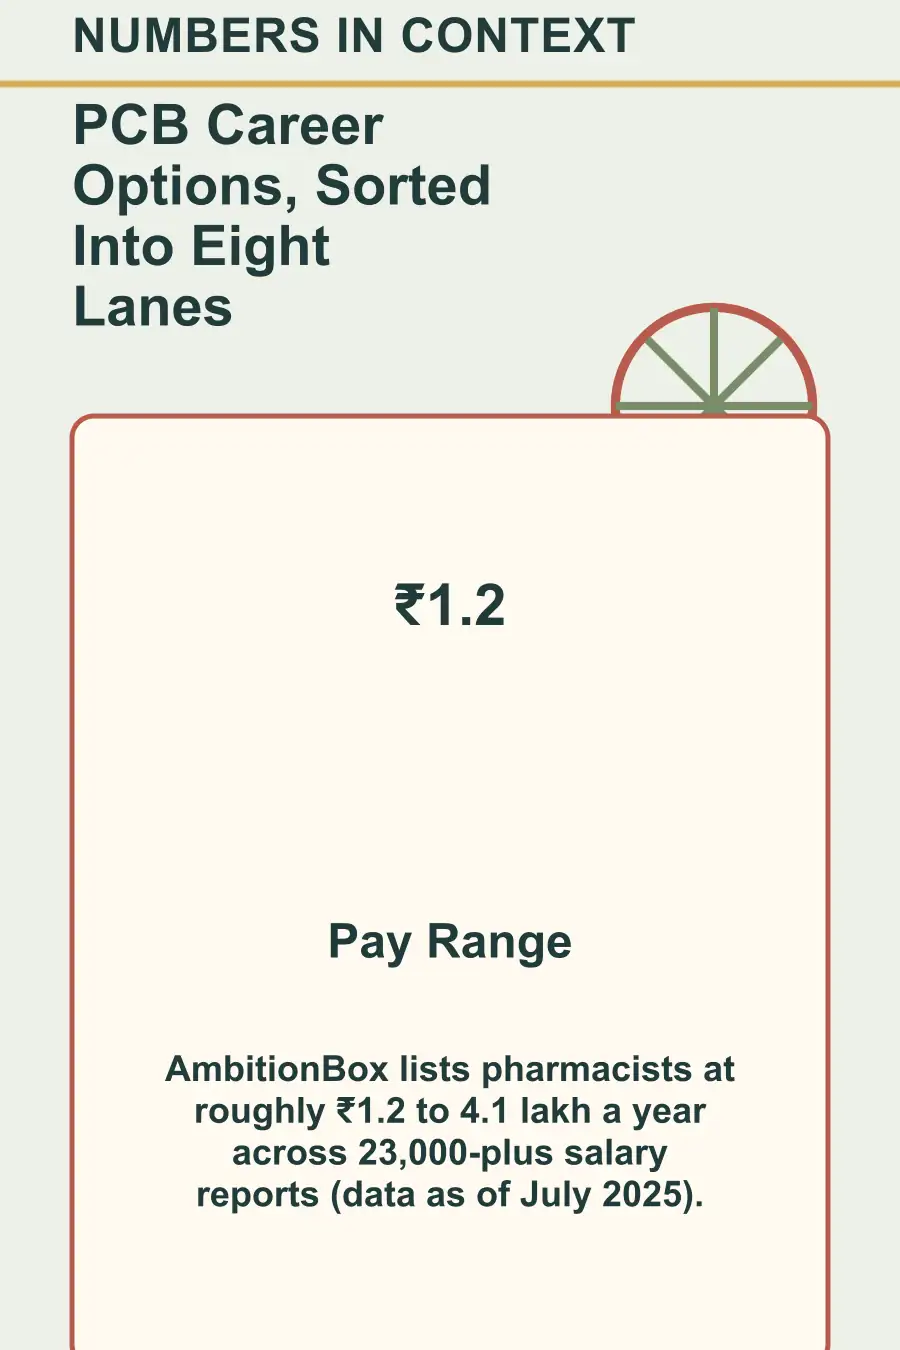 NUMBERS IN CONTEXT
PCB Career
Options, Sorted
Into Eight
Lanes
₹1.2
Pay Range
AmbitionBox lists pharmacists at
roughly ₹1.2 to 4.1 lakh a year
across 23,000-plus salary
reports (data as of July 2025).